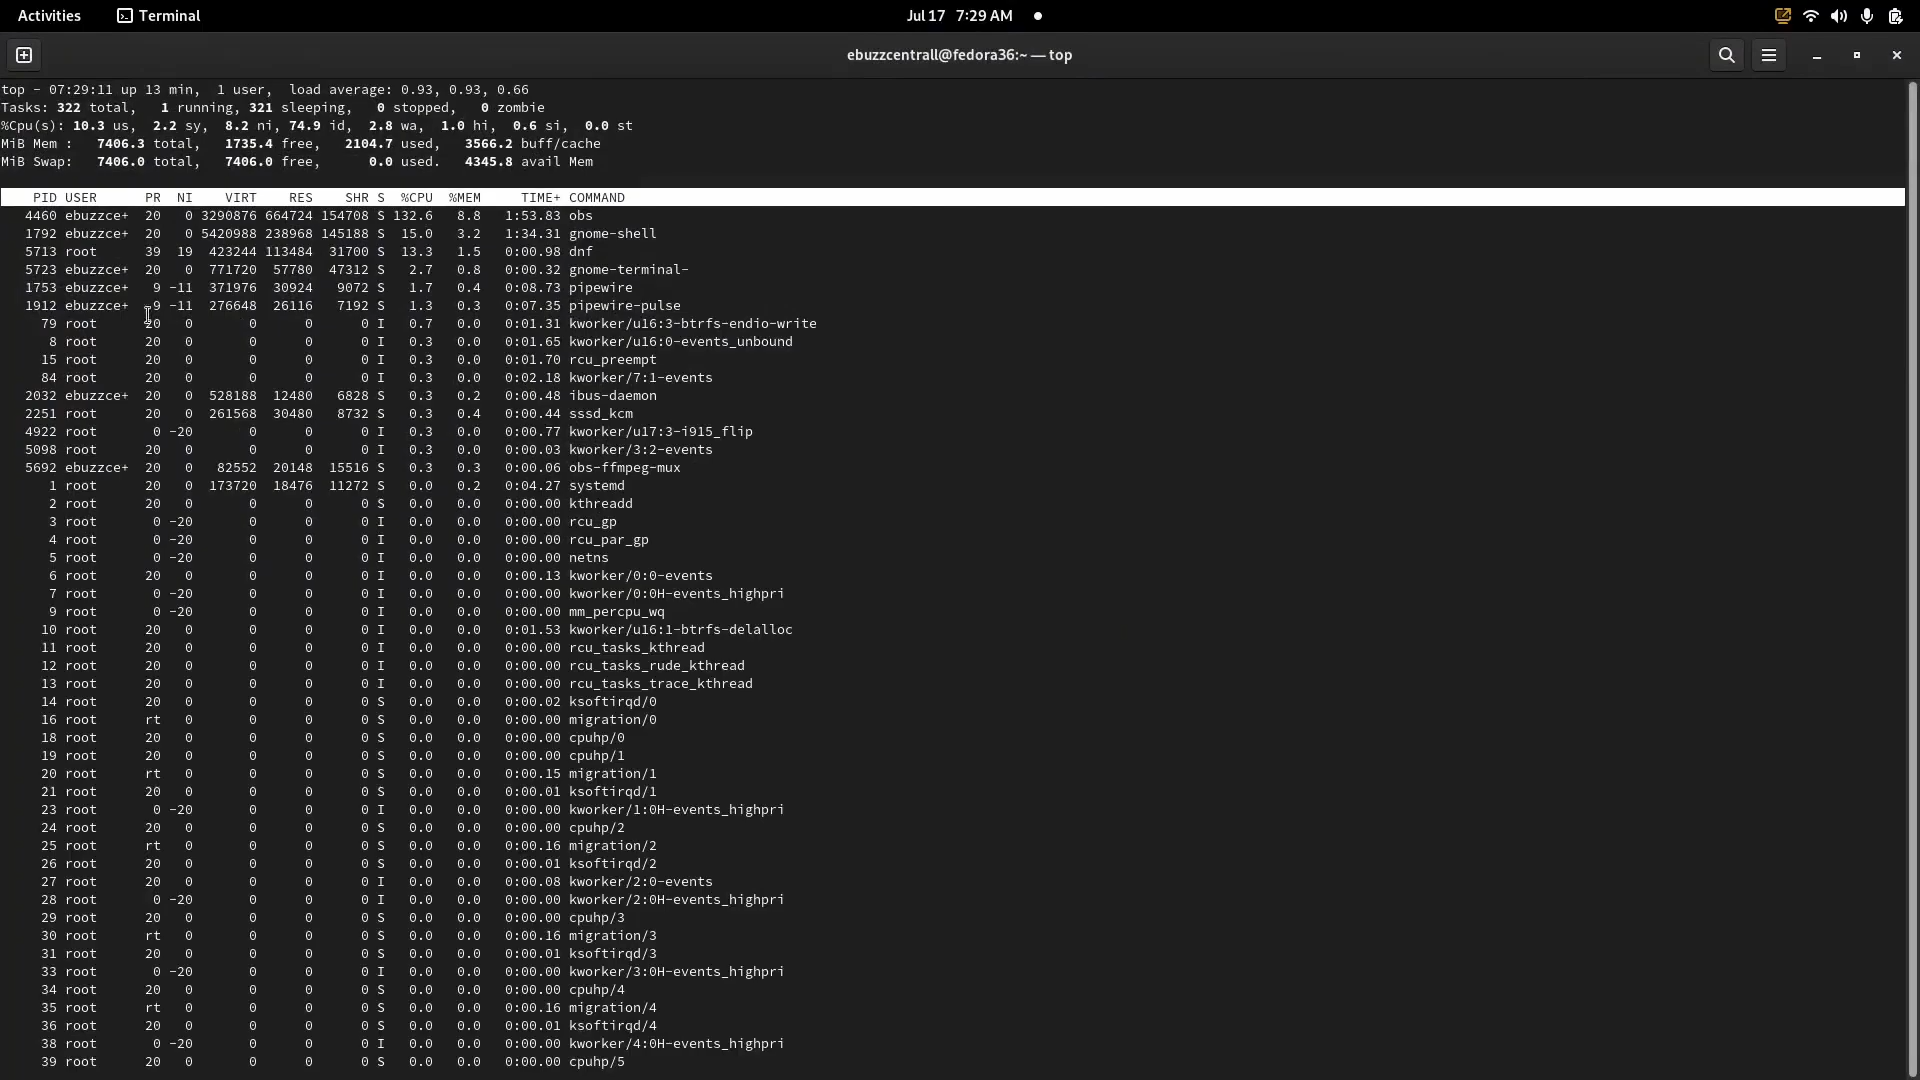 Activities Terminal Jul 17 7:29 AM
ebuzzcentrall@fedora36:~ — top
top - 07:29:11 up 13 min, 1 user, load average: 0.93, 0.93, 0.66
Tasks: 322 total, 1 running, 321 sleeping, 0 stopped, 0 zombie
%Cpu(s): 10.3 us, 2.2 sy, 8.2 ni, 74.9 id, 2.8 wa, 1.0 hi, 0.6 si, 0.0 st
MiB Mem : 7406.3 total, 1735.4 free, 2104.7 used, 3566.2 buff/cache
MiB Swap: 7406.0 total, 7406.0 free, 0.0 used. 4345.8 avail Mem
PID USER PR NI VIRT RES SHR S %CPU %MEM TIME+ COMMAND
4460 ebuzzce+ 20 0 3290876 664724 154708 S 132.6 8.8 1:53.83 obs
1792 ebuzzce+ 20 0 5420988 238968 145188 S 15.0 3.2 1:34.31 gnome-shell
5713 root 39 19 423244 113484 31700 S 13.3 1.5 0:00.98 dnf
5723 ebuzzce+ 20 0 771720 57780 47312 S 2.7 0.8 0:00.32 gnome-terminal-
1753 ebuzzce+ 9 -11 371976 30924 9072 S 1.7 0.4 0:08.73 pipewire
1912 ebuzzce+ 9 -11 276648 26116 7192 S 1.3 0.3 0:07.35 pipewire-pulse
79 root 20 0 0 0 0 I 0.7 0.0 0:01.31 kworker/u16:3-btrfs-endio-write
8 root 20 0 0 0 0 I 0.3 0.0 0:01.65 kworker/u16:0-events_unbound
15 root 20 0 0 0 0 I 0.3 0.0 0:01.70 rcu_preempt
84 root 20 0 0 0 0 I 0.3 0.0 0:02.18 kworker/7:1-events
2032 ebuzzce+ 20 0 528188 12480 6828 S 0.3 0.2 0:00.48 ibus-daemon
2251 root 20 0 261568 30480 8732 S 0.3 0.4 0:00.44 sssd_kcm
4922 root 0 -20 0 0 0 I 0.3 0.0 0:00.77 kworker/u17:3-i915_flip
5098 root 20 0 0 0 0 I 0.3 0.0 0:00.03 kworker/3:2-events
5692 ebuzzce+ 20 0 82552 20148 15516 S 0.3 0.3 0:00.06 obs-ffmpeg-mux
1 root 20 0 173720 18476 11272 S 0.0 0.2 0:04.27 systemd
2 root 20 0 0 0 0 S 0.0 0.0 0:00.00 kthreadd
3 root 0 -20 0 0 0 I 0.0 0.0 0:00.00 rcu_gp
4 root 0 -20 0 0 0 I 0.0 0.0 0:00.00 rcu_par_gp
5 root 0 -20 0 0 0 I 0.0 0.0 0:00.00 netns
6 root 20 0 0 0 0 I 0.0 0.0 0:00.13 kworker/0:0-events
7 root 0 -20 0 0 0 I 0.0 0.0 0:00.00 kworker/0:0H-events_highpri
9 root 0 -20 0 0 0 I 0.0 0.0 0:00.00 mm_percpu_wq
10 root 20 0 0 0 0 I 0.0 0.0 0:01.53 kworker/u16:1-btrfs-delalloc
11 root 20 0 0 0 0 I 0.0 0.0 0:00.00 rcu_tasks_kthread
12 root 20 0 0 0 0 I 0.0 0.0 0:00.00 rcu_tasks_rude_kthread
13 root 20 0 0 0 0 I 0.0 0.0 0:00.00 rcu_tasks_trace_kthread
14 root 20 0 0 0 0 S 0.0 0.0 0:00.02 ksoftirqd/0
16 root rt 0 0 0 0 S 0.0 0.0 0:00.00 migration/0
18 root 20 0 0 0 0 S 0.0 0.0 0:00.00 cpuhp/0
19 root 20 0 0 0 0 S 0.0 0.0 0:00.00 cpuhp/1
20 root rt 0 0 0 0 S 0.0 0.0 0:00.15 migration/1
21 root 20 0 0 0 0 S 0.0 0.0 0:00.01 ksoftirqd/1
23 root 0 -20 0 0 0 I 0.0 0.0 0:00.00 kworker/1:0H-events_highpri
24 root 20 0 0 0 0 S 0.0 0.0 0:00.00 cpuhp/2
25 root rt 0 0 0 0 S 0.0 0.0 0:00.16 migration/2
26 root 20 0 0 0 0 S 0.0 0.0 0:00.01 ksoftirqd/2
27 root 20 0 0 0 0 I 0.0 0.0 0:00.08 kworker/2:0-events
28 root 0 -20 0 0 0 I 0.0 0.0 0:00.00 kworker/2:0H-events_highpri
29 root 20 0 0 0 0 S 0.0 0.0 0:00.00 cpuhp/3
30 root rt 0 0 0 0 S 0.0 0.0 0:00.16 migration/3
31 root 20 0 0 0 0 S 0.0 0.0 0:00.01 ksoftirqd/3
33 root 0 -20 0 0 0 I 0.0 0.0 0:00.00 kworker/3:0H-events_highpri
34 root 20 0 0 0 0 S 0.0 0.0 0:00.00 cpuhp/4
35 root rt 0 0 0 0 S 0.0 0.0 0:00.16 migration/4
36 root 20 0 0 0 0 S 0.0 0.0 0:00.01 ksoftirqd/4
38 root 0 -20 0 0 0 I 0.0 0.0 0:00.00 kworker/4:0H-events_highpri
39 root 20 0 0 0 0 S 0.0 0.0 0:00.00 cpuhp/5